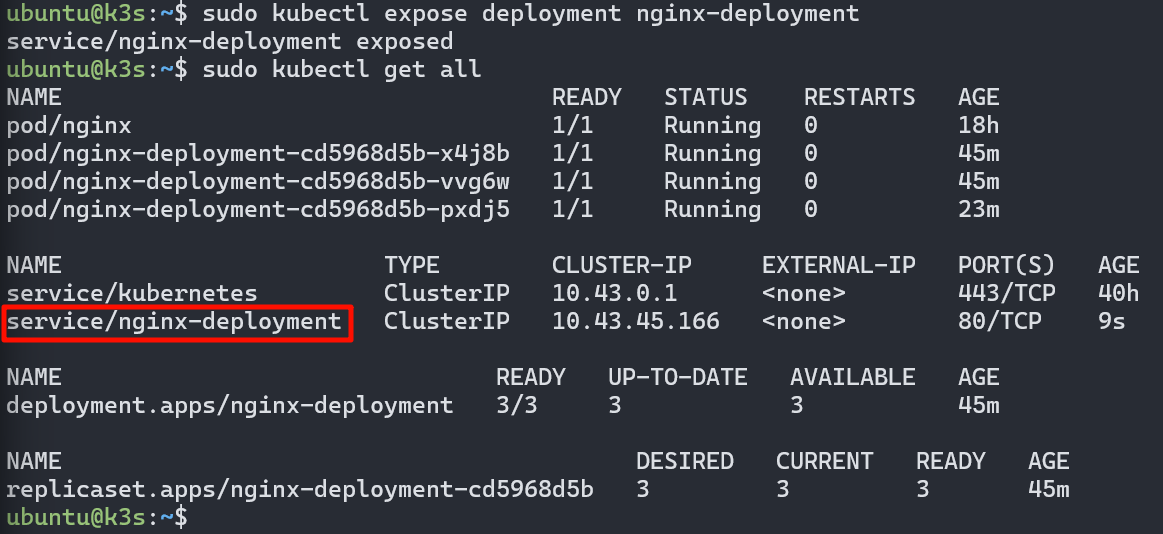 ubuntu@k3s:~$ sudo kubectl expose deployment nginx-deployment
service/nginx-deployment exposed
ubuntu@k3s:~$ sudo kubectl get all
NAME READY STATUS RESTARTS AGE
pod/nginx 1/1 Running 0 18h
pod/nginx-deployment-cd5968d5b-x4j8b 1/1 Running 0 45m
pod/nginx-deployment-cd5968d5b-vvg6w 1/1 Running 0 45m
pod/nginx-deployment-cd5968d5b-pxdj5 1/1 Running 0 23m
NAME TYPE CLUSTER-IP EXTERNAL-IP PORT(S) AGE
service/kubernetes ClusterIP 10.43.0.1 <none> 443/TCP 40h
service/nginx-deployment ClusterIP 10.43.45.166 <none> 80/TCP 9s
NAME READY UP-TO-DATE AVAILABLE AGE
deployment.apps/nginx-deployment 3/3 3 3 45m
NAME DESIRED CURRENT READY AGE
replicaset.apps/nginx-deployment-cd5968d5b 3 3 3 45m
ubuntu@k3s:~$